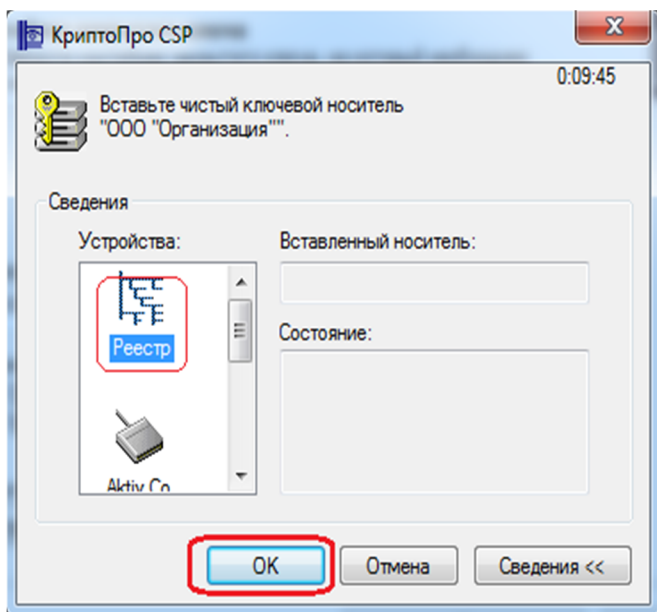 КриптоПро CSP
0:09:45
Вставьте чистый ключевой носитель
"ООО "Организация"".
Сведения
Устройства:
Вставленный носитель:
Реестр
Состояние:
Aktiv Co
OK
Отмена
Сведения <<